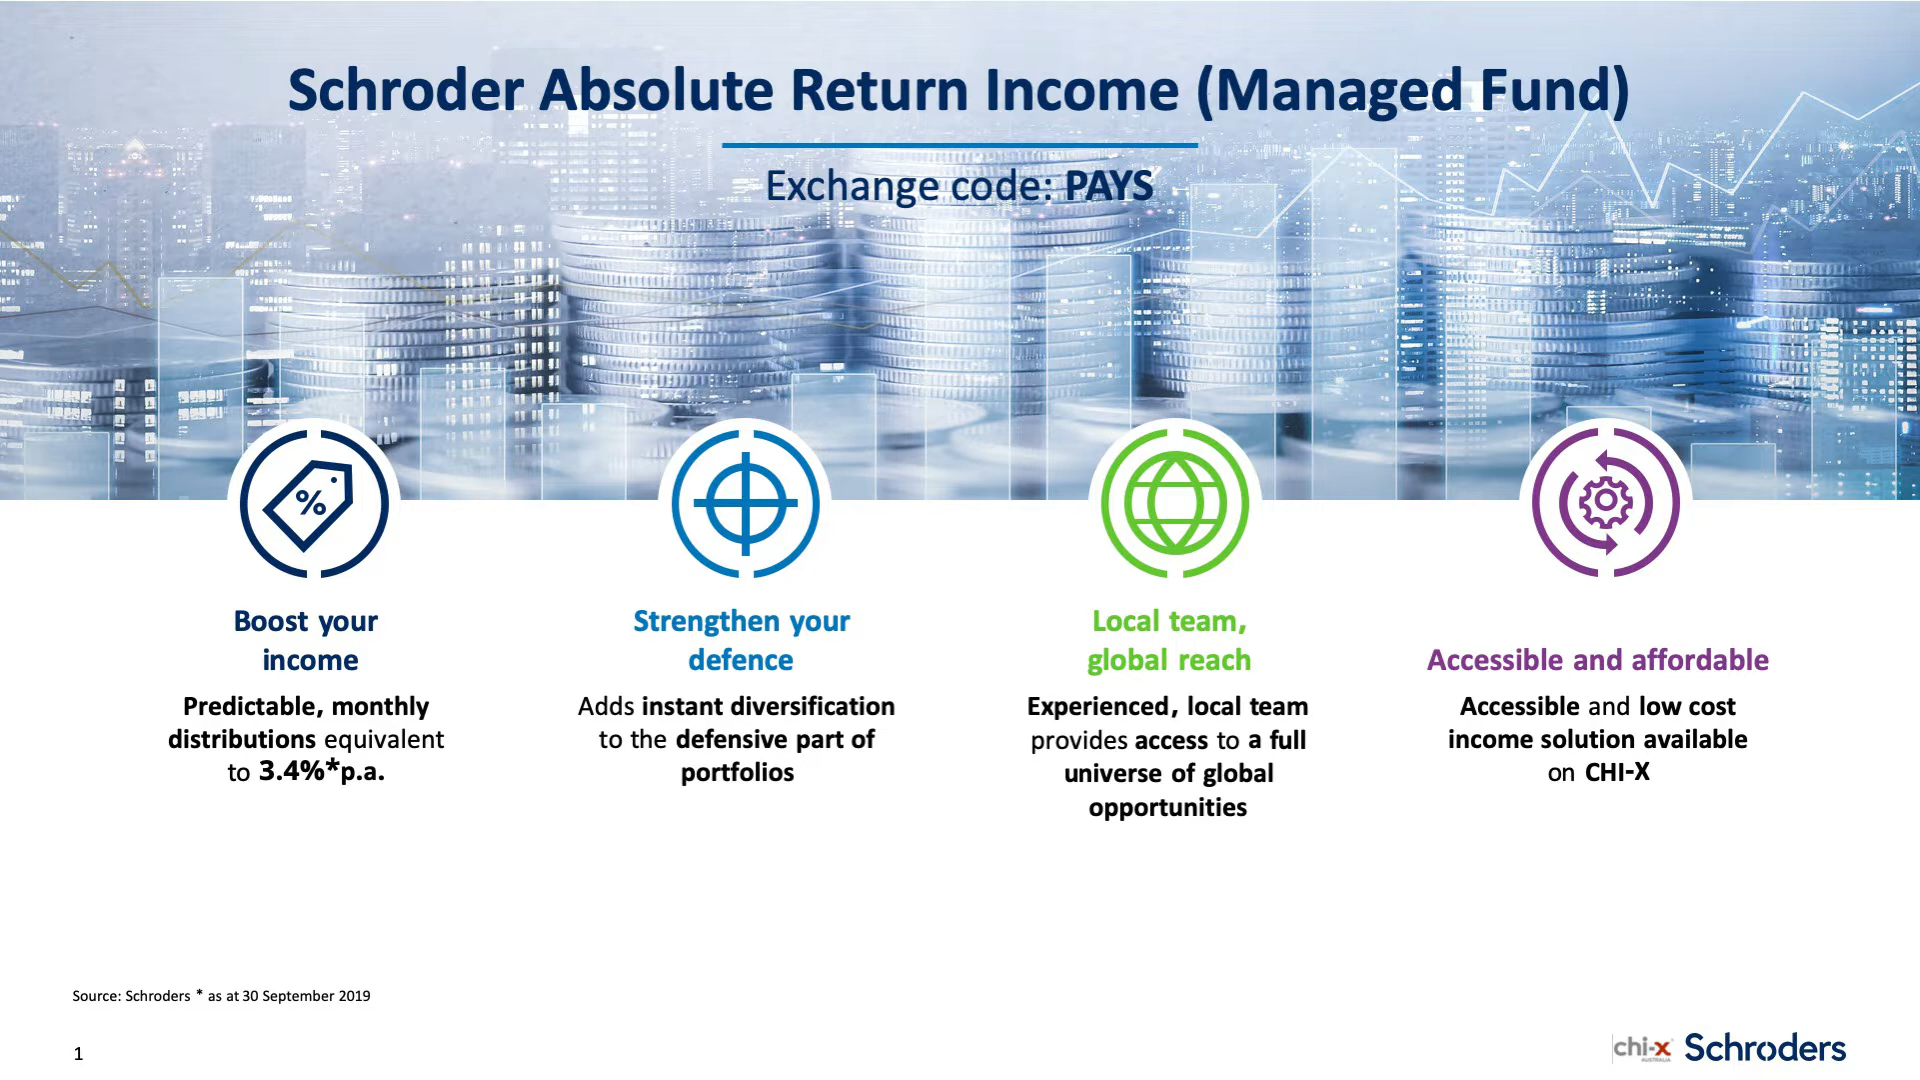 Schroder Absolute Return Income (Managed Fund)
Exchange code: PAYS
%
Boost your
income
Predictable, monthly
distributions equivalent
to 3.4%*p.a.
Strengthen your
defence
Adds instant diversification
to the defensive part of
portfolios
Local team,
global reach
Experienced, local team
provides access to a full
universe of global
opportunities
Accessible and affordable
Accessible and low cost
income solution available
on CHI-X
Source: Schroders * as at 30 September 2019
1
chi-x
AUSTRALIA
Schroders